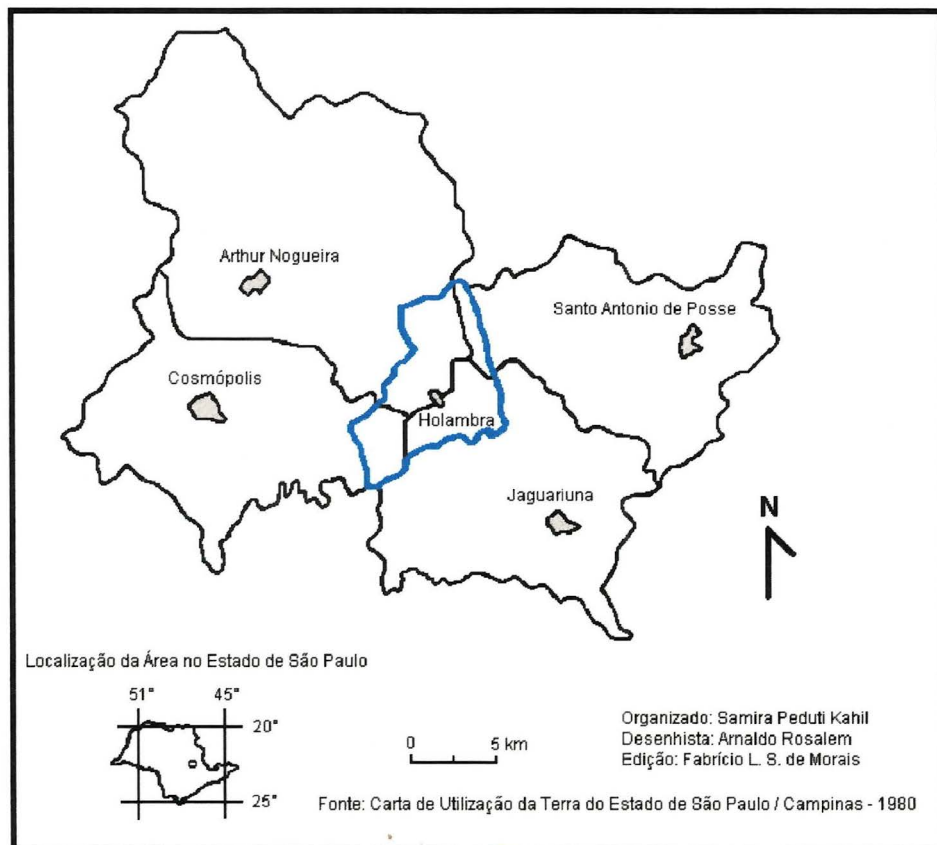 Arthur Nogueira
Santo Antonio de Posse
Cosmópolis
Holambra
Jaguariuna
N
Localização da Área no Estado de São Paulo
51° 45°
20°
25°
0 5 km
Organizado: Samira Peduti Kahil
Desenhista: Arnaldo Rosalem
Edição: Fabrício L. S. de Morais
Fonte: Carta de Utilização da Terra do Estado de São Paulo / Campinas - 1980